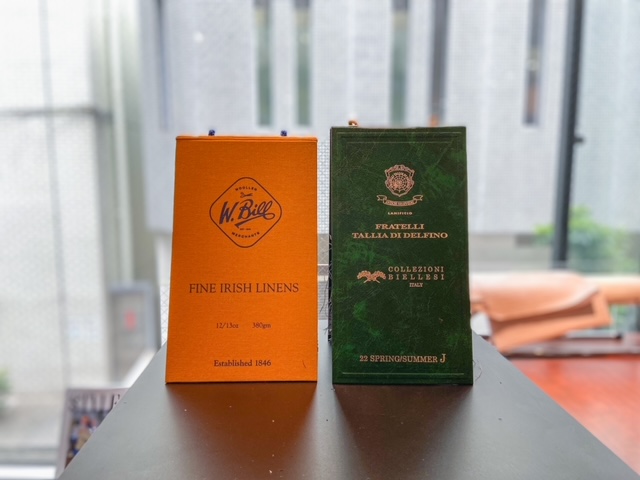 WOOLLEN
W. Bill
MERCHANTS
FINE IRISH LINENS
12/13oz 380gm
Established 1846
LANIFICIO
FRATELLI
TALLIA DI DELFINO
COLLEZIONI
BIELLESI
ITALY
22 SPRING/SUMMER J